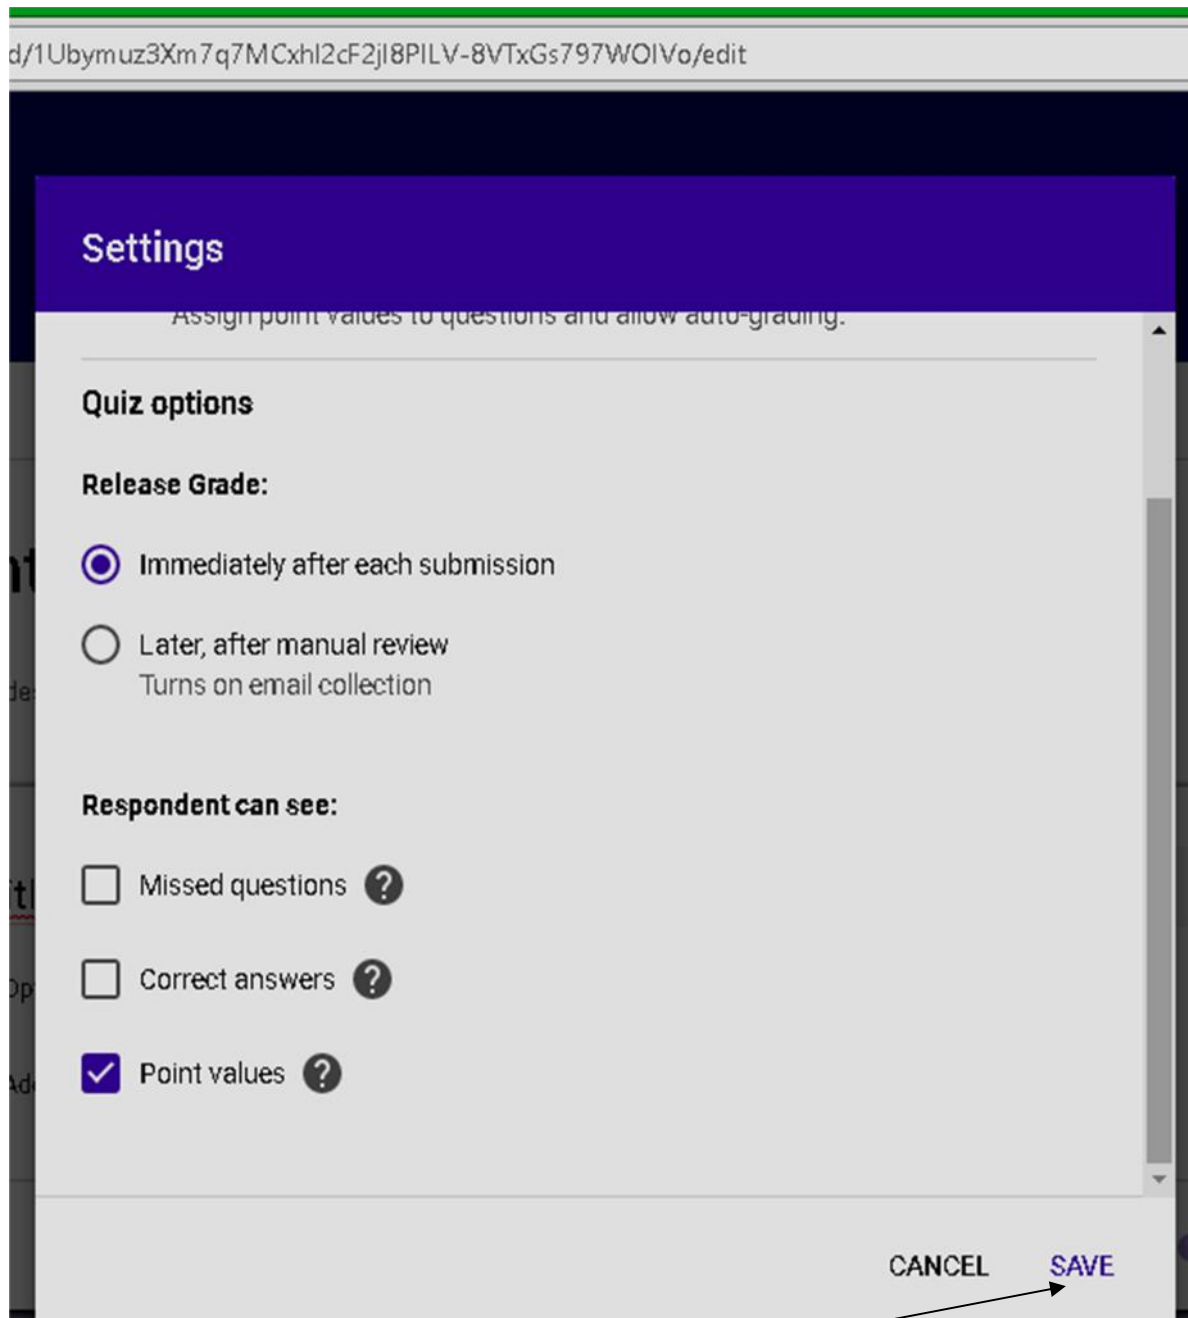 d/1Ubymuz3Xm7q7MCxhI2cF2jI8PILV-8VTxGs797WOIVo/edit
Settings
Assign point values to questions and allow auto-grading.
Quiz options
Release Grade:
Immediately after each submission
Later, after manual review
Turns on email collection
Respondent can see:
Missed questions
Correct answers
Point values
CANCEL SAVE